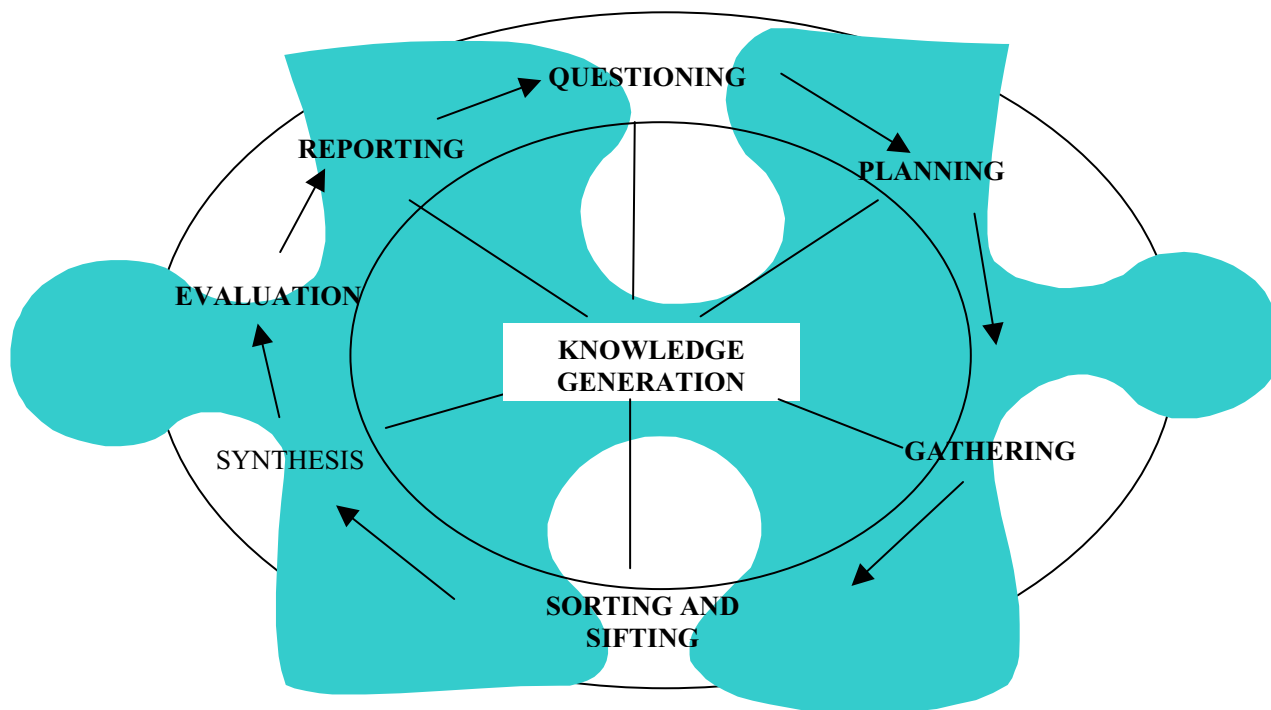 QUESTIONING
REPORTING
PLANNING
EVALUATION
KNOWLEDGE
GENERATION
GATHERING
SYNTHESIS
SORTING AND
SIFTING